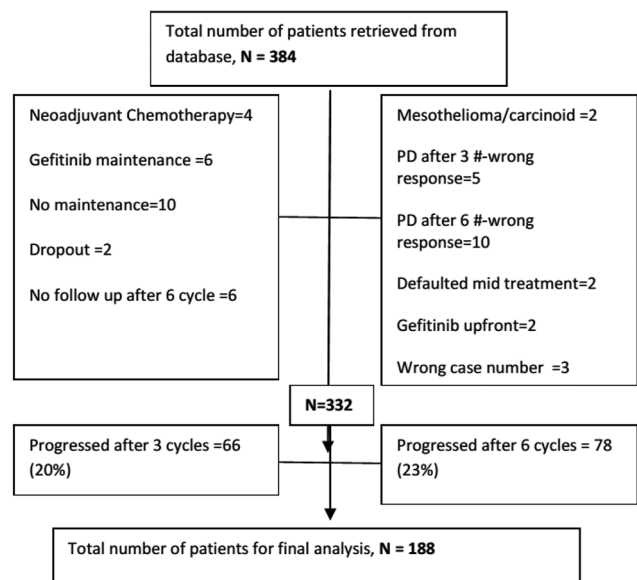 Total number of patients retrieved from
database, N = 384
Neoadjuvant Chemotherapy=4
Gefitinib maintenance =6
No maintenance=10
Dropout =2
No follow up after 6 cycle =6
Mesothelioma/carcinoid =2
PD after 3 #-wrong
response=5
PD after 6 #-wrong
response=10
Defaulted mid treatment=2
Gefitinib upfront=2
Wrong case number =3
N=332
Progressed after 3 cycles =66
(20%)
Progressed after 6 cycles = 78
(23%)
Total number of patients for final analysis, N = 188